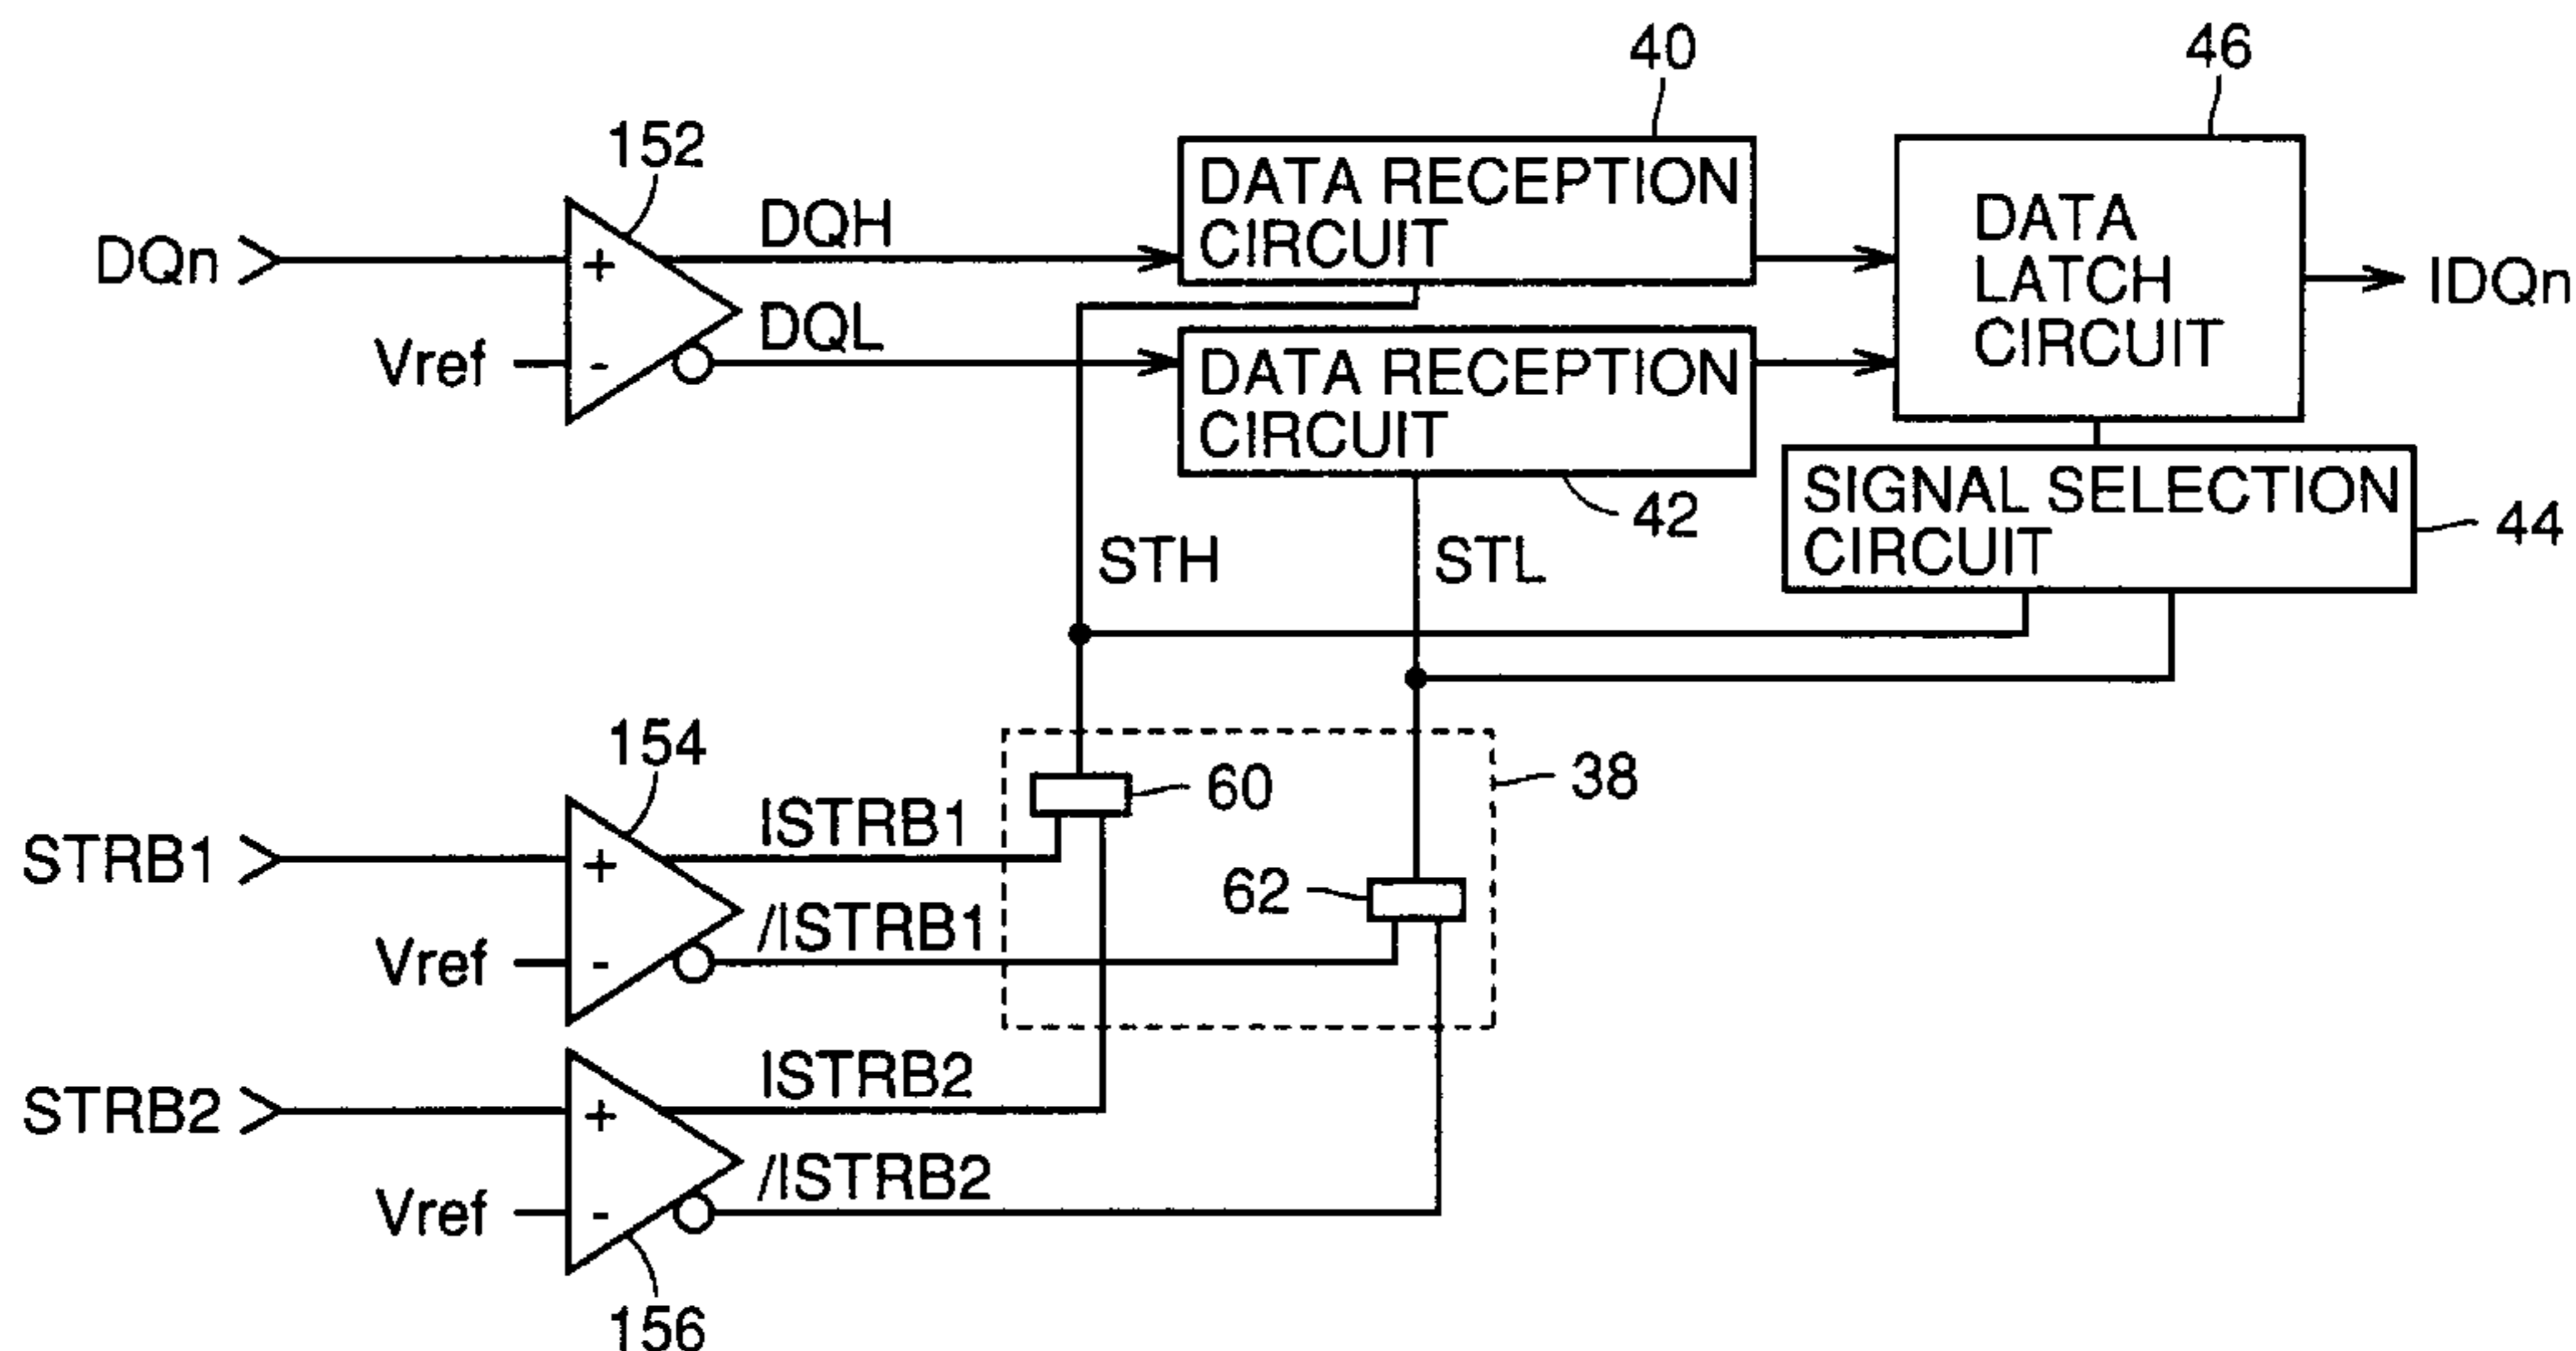 40
46
152
DATA RECEPTION
CIRCUIT
DQH
DQn
+
DATA
LATCH
CIRCUIT
IDQn
DQL
Vref
-
DATA RECEPTION
CIRCUIT
42
SIGNAL SELECTION
CIRCUIT
44
STH
STL
154
60
38
ISTRB1
STRB1
+
62
/ISTRB1
Vref
-
ISTRB2
STRB2
+
/ISTRB2
Vref
-
156